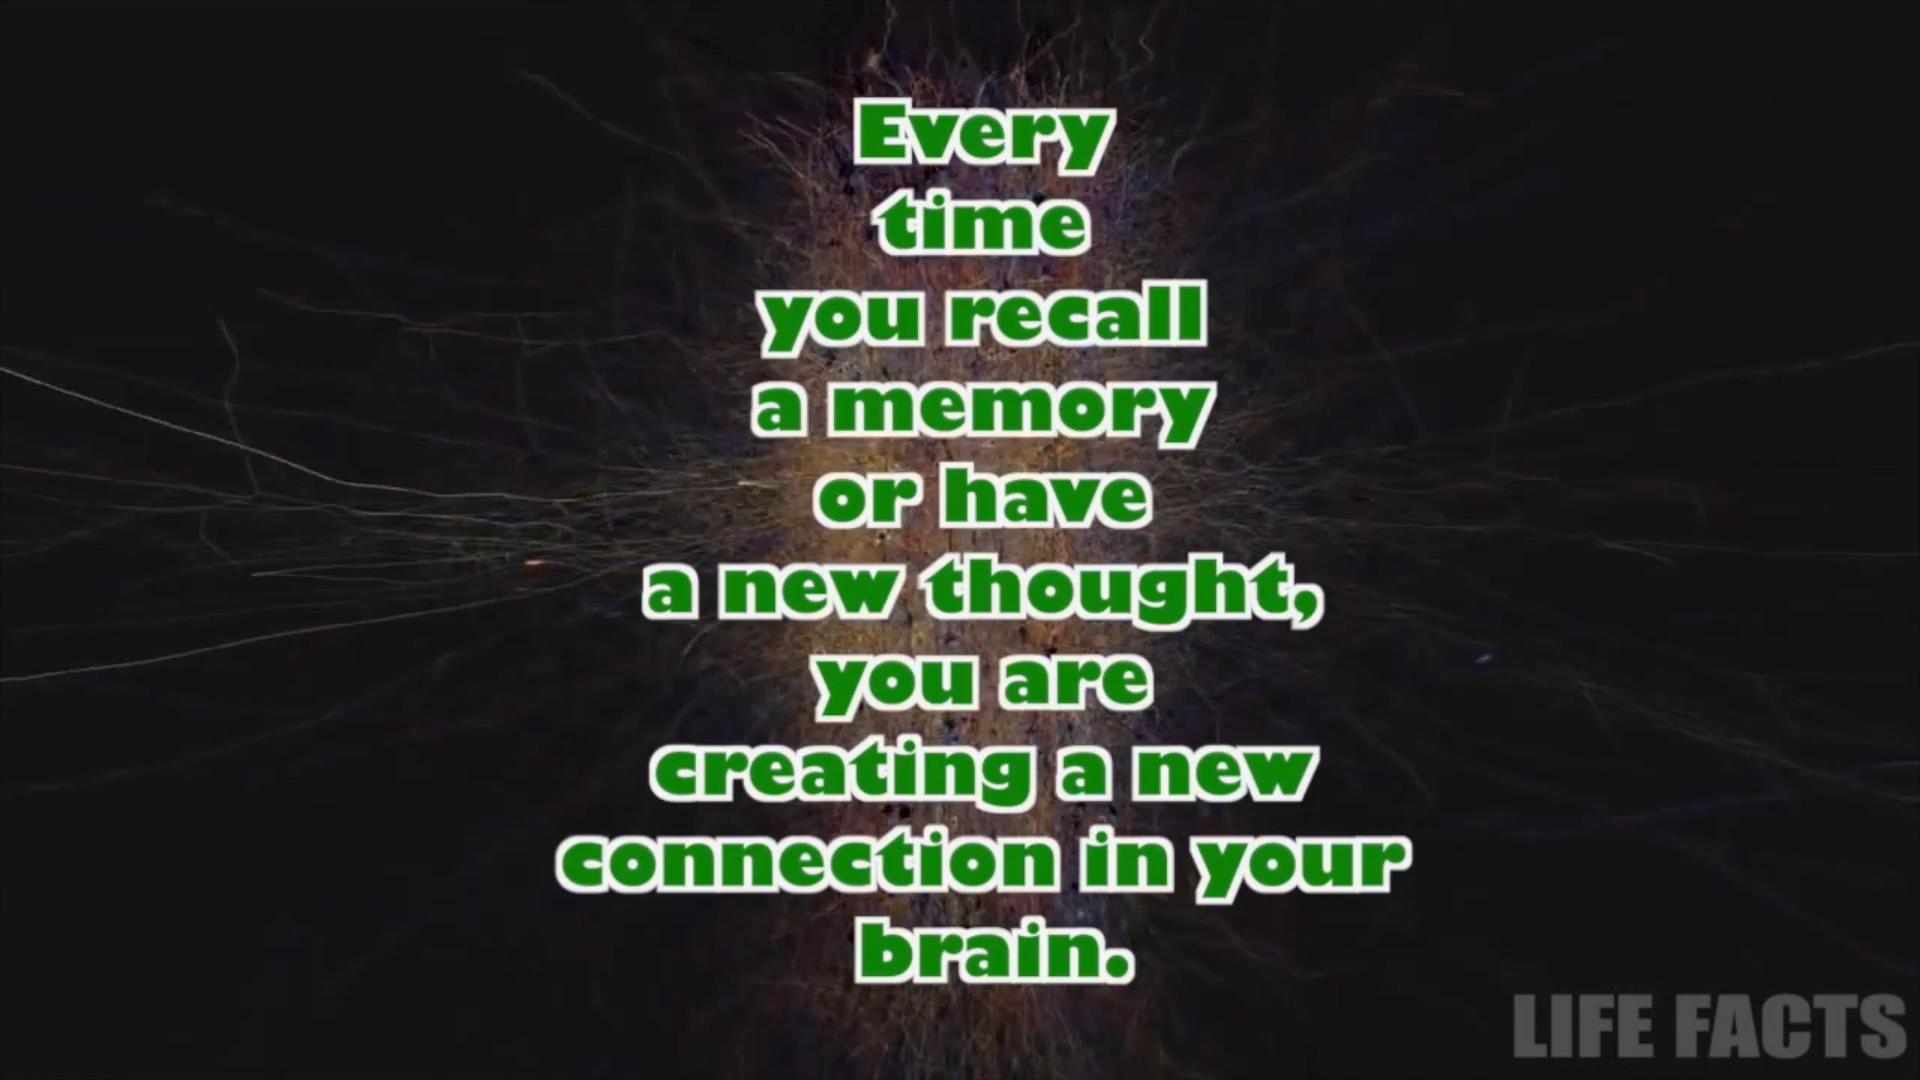 Every
time
you recall
a memory
or have
a new thought,
you are
creating a new
connection in your
brain.
LIFE FACTS